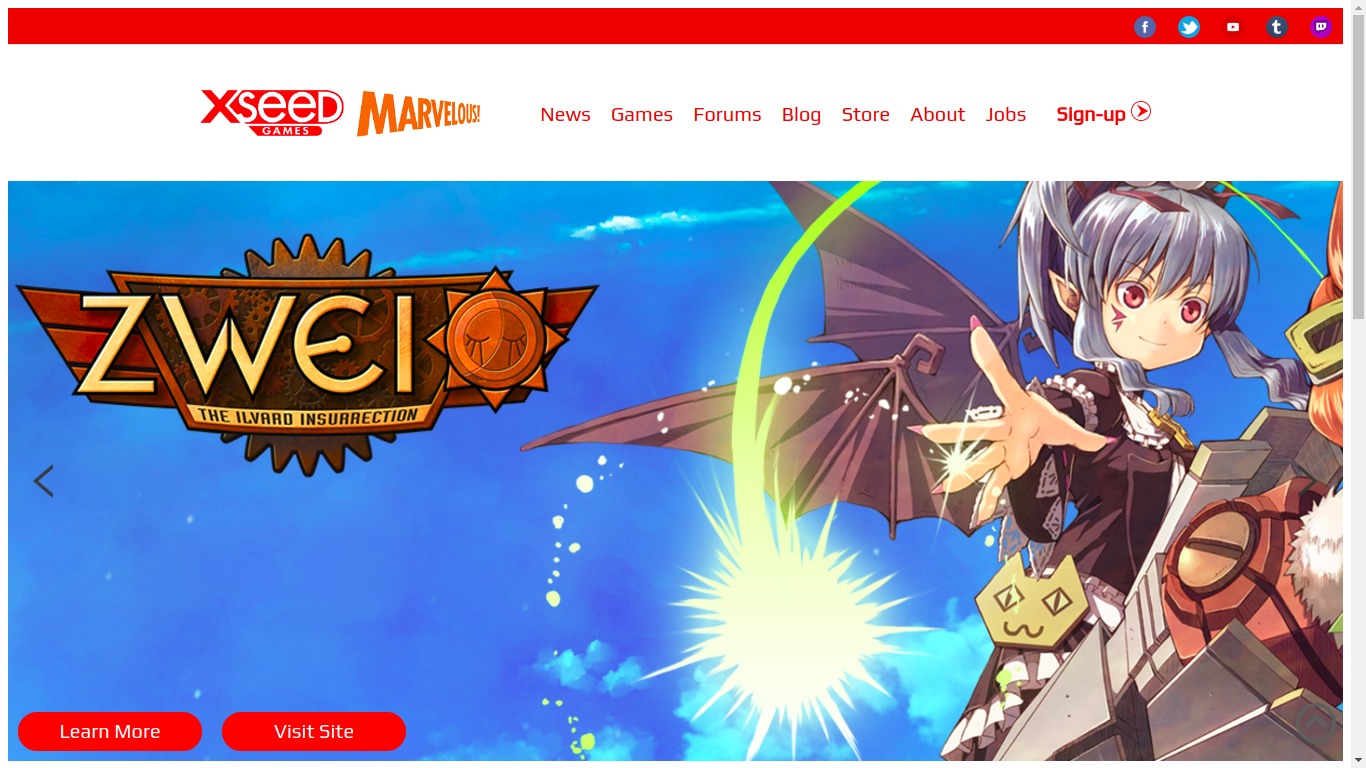 XSEED
GAMES
MARVELOUS!
News Games Forums Blog Store About Jobs Sign-up
ZWEI
THE ILVARD INSURRECTION
Learn More Visit Site